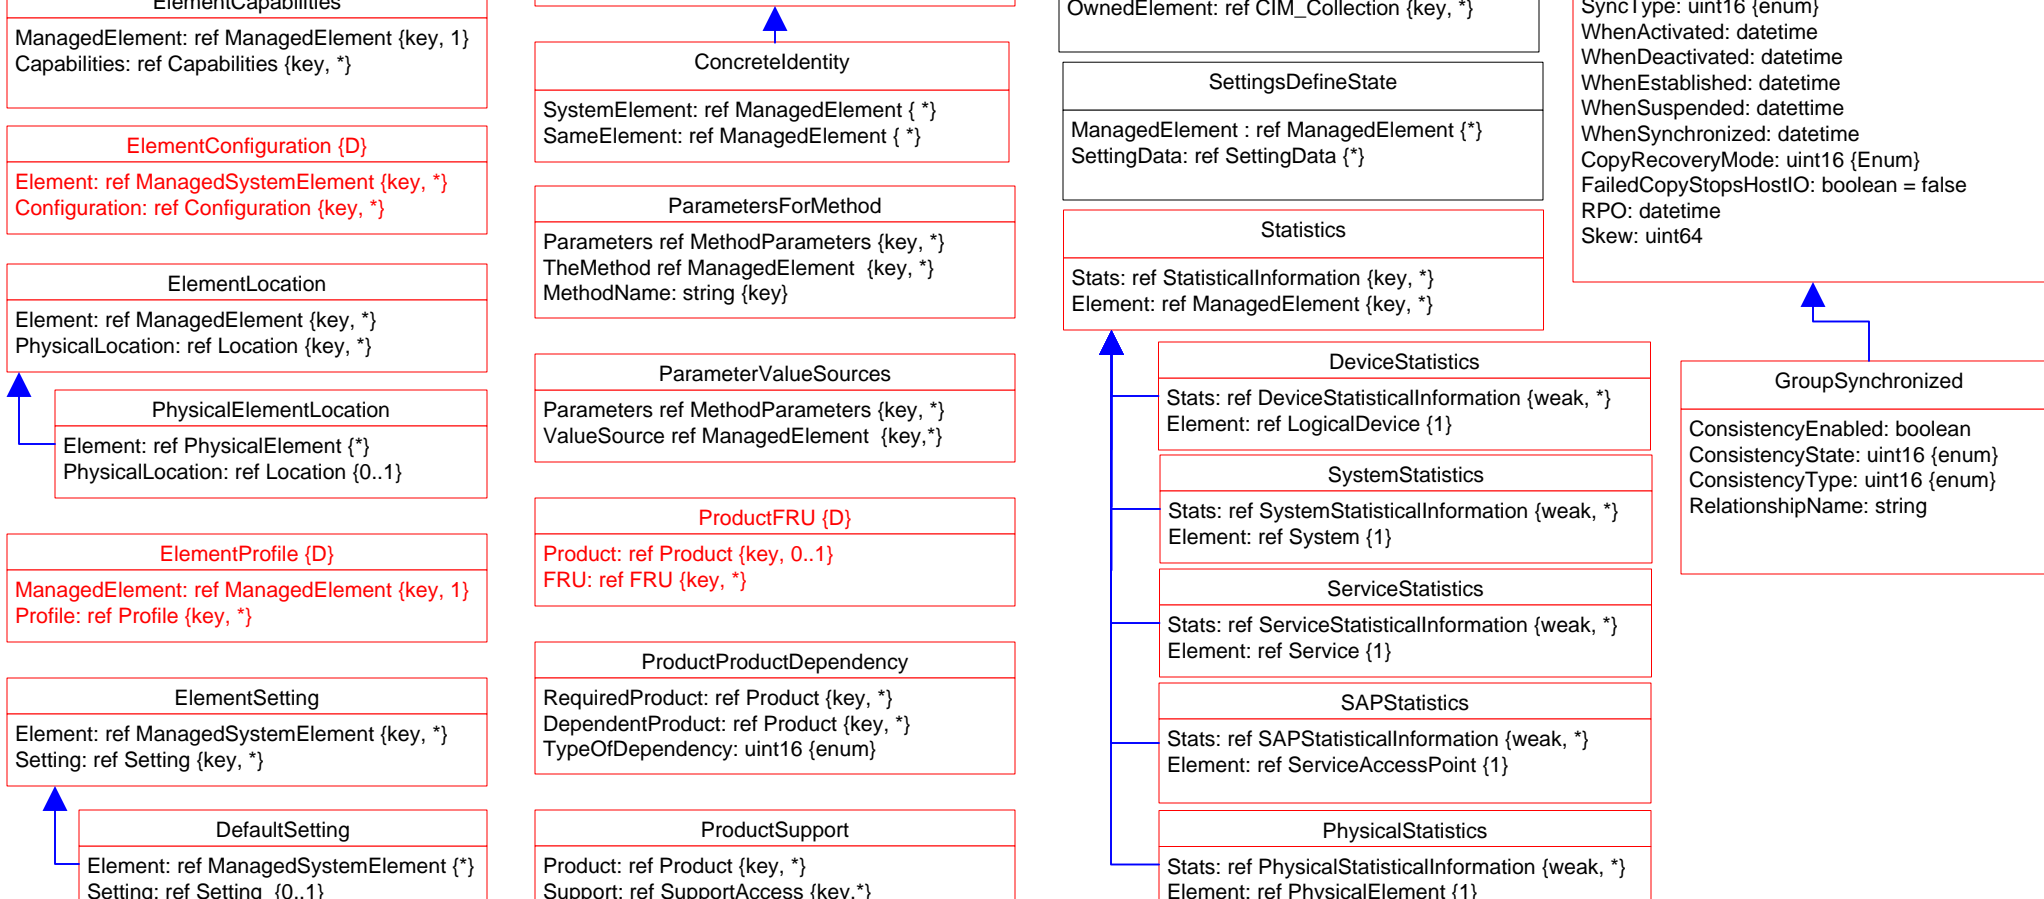 ElementCapabilities
ManagedElement: ref ManagedElement {key, 1}
Capabilities: ref Capabilities {key, *}
ElementConfiguration {D}
Element: ref ManagedSystemElement {key, *}
Configuration: ref Configuration {key, *}
ElementLocation
Element: ref ManagedElement {key, *}
PhysicalLocation: ref Location {key, *}
PhysicalElementLocation
Element: ref PhysicalElement {*}
PhysicalLocation: ref Location {0..1}
ElementProfile {D}
ManagedElement: ref ManagedElement {key, 1}
Profile: ref Profile {key, *}
ElementSetting
Element: ref ManagedSystemElement {key, *}
Setting: ref Setting {key, *}
DefaultSetting
Element: ref ManagedSystemElement {*}
Setting: ref Setting  {0..1}
ConcreteIdentity
SystemElement: ref ManagedElement { *}
SameElement: ref ManagedElement { *}
ParametersForMethod
Parameters ref MethodParameters {key, *}
TheMethod ref ManagedElement  {key, *}
MethodName: string {key}
ParameterValueSources
Parameters ref MethodParameters {key, *}
ValueSource ref ManagedElement  {key,*}
ProductFRU {D}
Product: ref Product {key, 0..1}
FRU: ref FRU {key, *}
ProductProductDependency
RequiredProduct: ref Product {key, *}
DependentProduct: ref Product {key, *}
TypeOfDependency: uint16 {enum}
ProductSupport
Product: ref Product {key, *}
Support: ref SupportAccess {key,*}
OwnedElement: ref CIM_Collection {key, *}
SettingsDefineState
ManagedElement : ref ManagedElement {*}
SettingData: ref SettingData {*}
Statistics
Stats: ref StatisticalInformation {key, *}
Element: ref ManagedElement {key, *}
DeviceStatistics
Stats: ref DeviceStatisticalInformation {weak, *}
Element: ref LogicalDevice {1}
SystemStatistics
Stats: ref SystemStatisticalInformation {weak, *}
Element: ref System {1}
ServiceStatistics
Stats: ref ServiceStatisticalInformation {weak, *}
Element: ref Service {1}
SAPStatistics
Stats: ref SAPStatisticalInformation {weak, *}
Element: ref ServiceAccessPoint {1}
PhysicalStatistics
Stats: ref PhysicalStatisticalInformation {weak, *}
Element: ref PhysicalElement {1}
SyncType: uint16 {enum}
WhenActivated: datetime
WhenDeactivated: datetime
WhenEstablished: datetime
WhenSuspended: datettime
WhenSynchronized: datetime
CopyRecoveryMode: uint16 {Enum}
FailedCopyStopsHostIO: boolean = false
RPO: datetime
Skew: uint64
GroupSynchronized
ConsistencyEnabled: boolean
ConsistencyState: uint16 {enum}
ConsistencyType: uint16 {enum}
RelationshipName: string